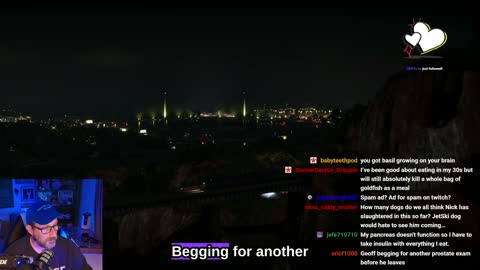 just followed!
babyteethpod you got basil growing on your brain
I've been good about eating in my 30s but
will still absolutely kill a whole bag of
goldfish as a meal
Spam ad? Ad for spam on twitch?
How many dogs do we all think Nick has
slaughtered in this so far? JetSki dog
would hate to see him coming...
jefe710710 My pancreas doesn't function so I have
to take insulin with everything I eat.
ericf1000 Geoff begging for another prostate exam
before he leaves
Begging for another